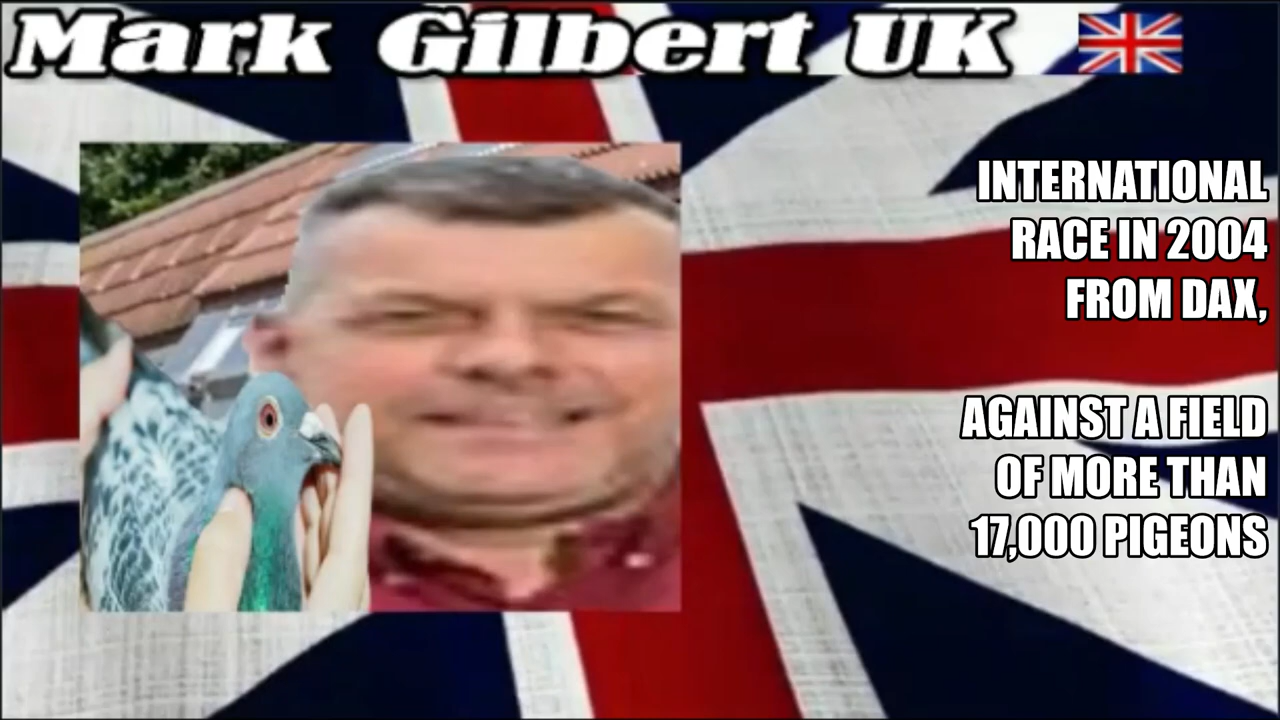 Mark Gilbert UK
INTERNATIONAL
RACE IN 2004
FROM DAX,
AGAINST A FIELD
OF MORE THAN
17,000 PIGEONS